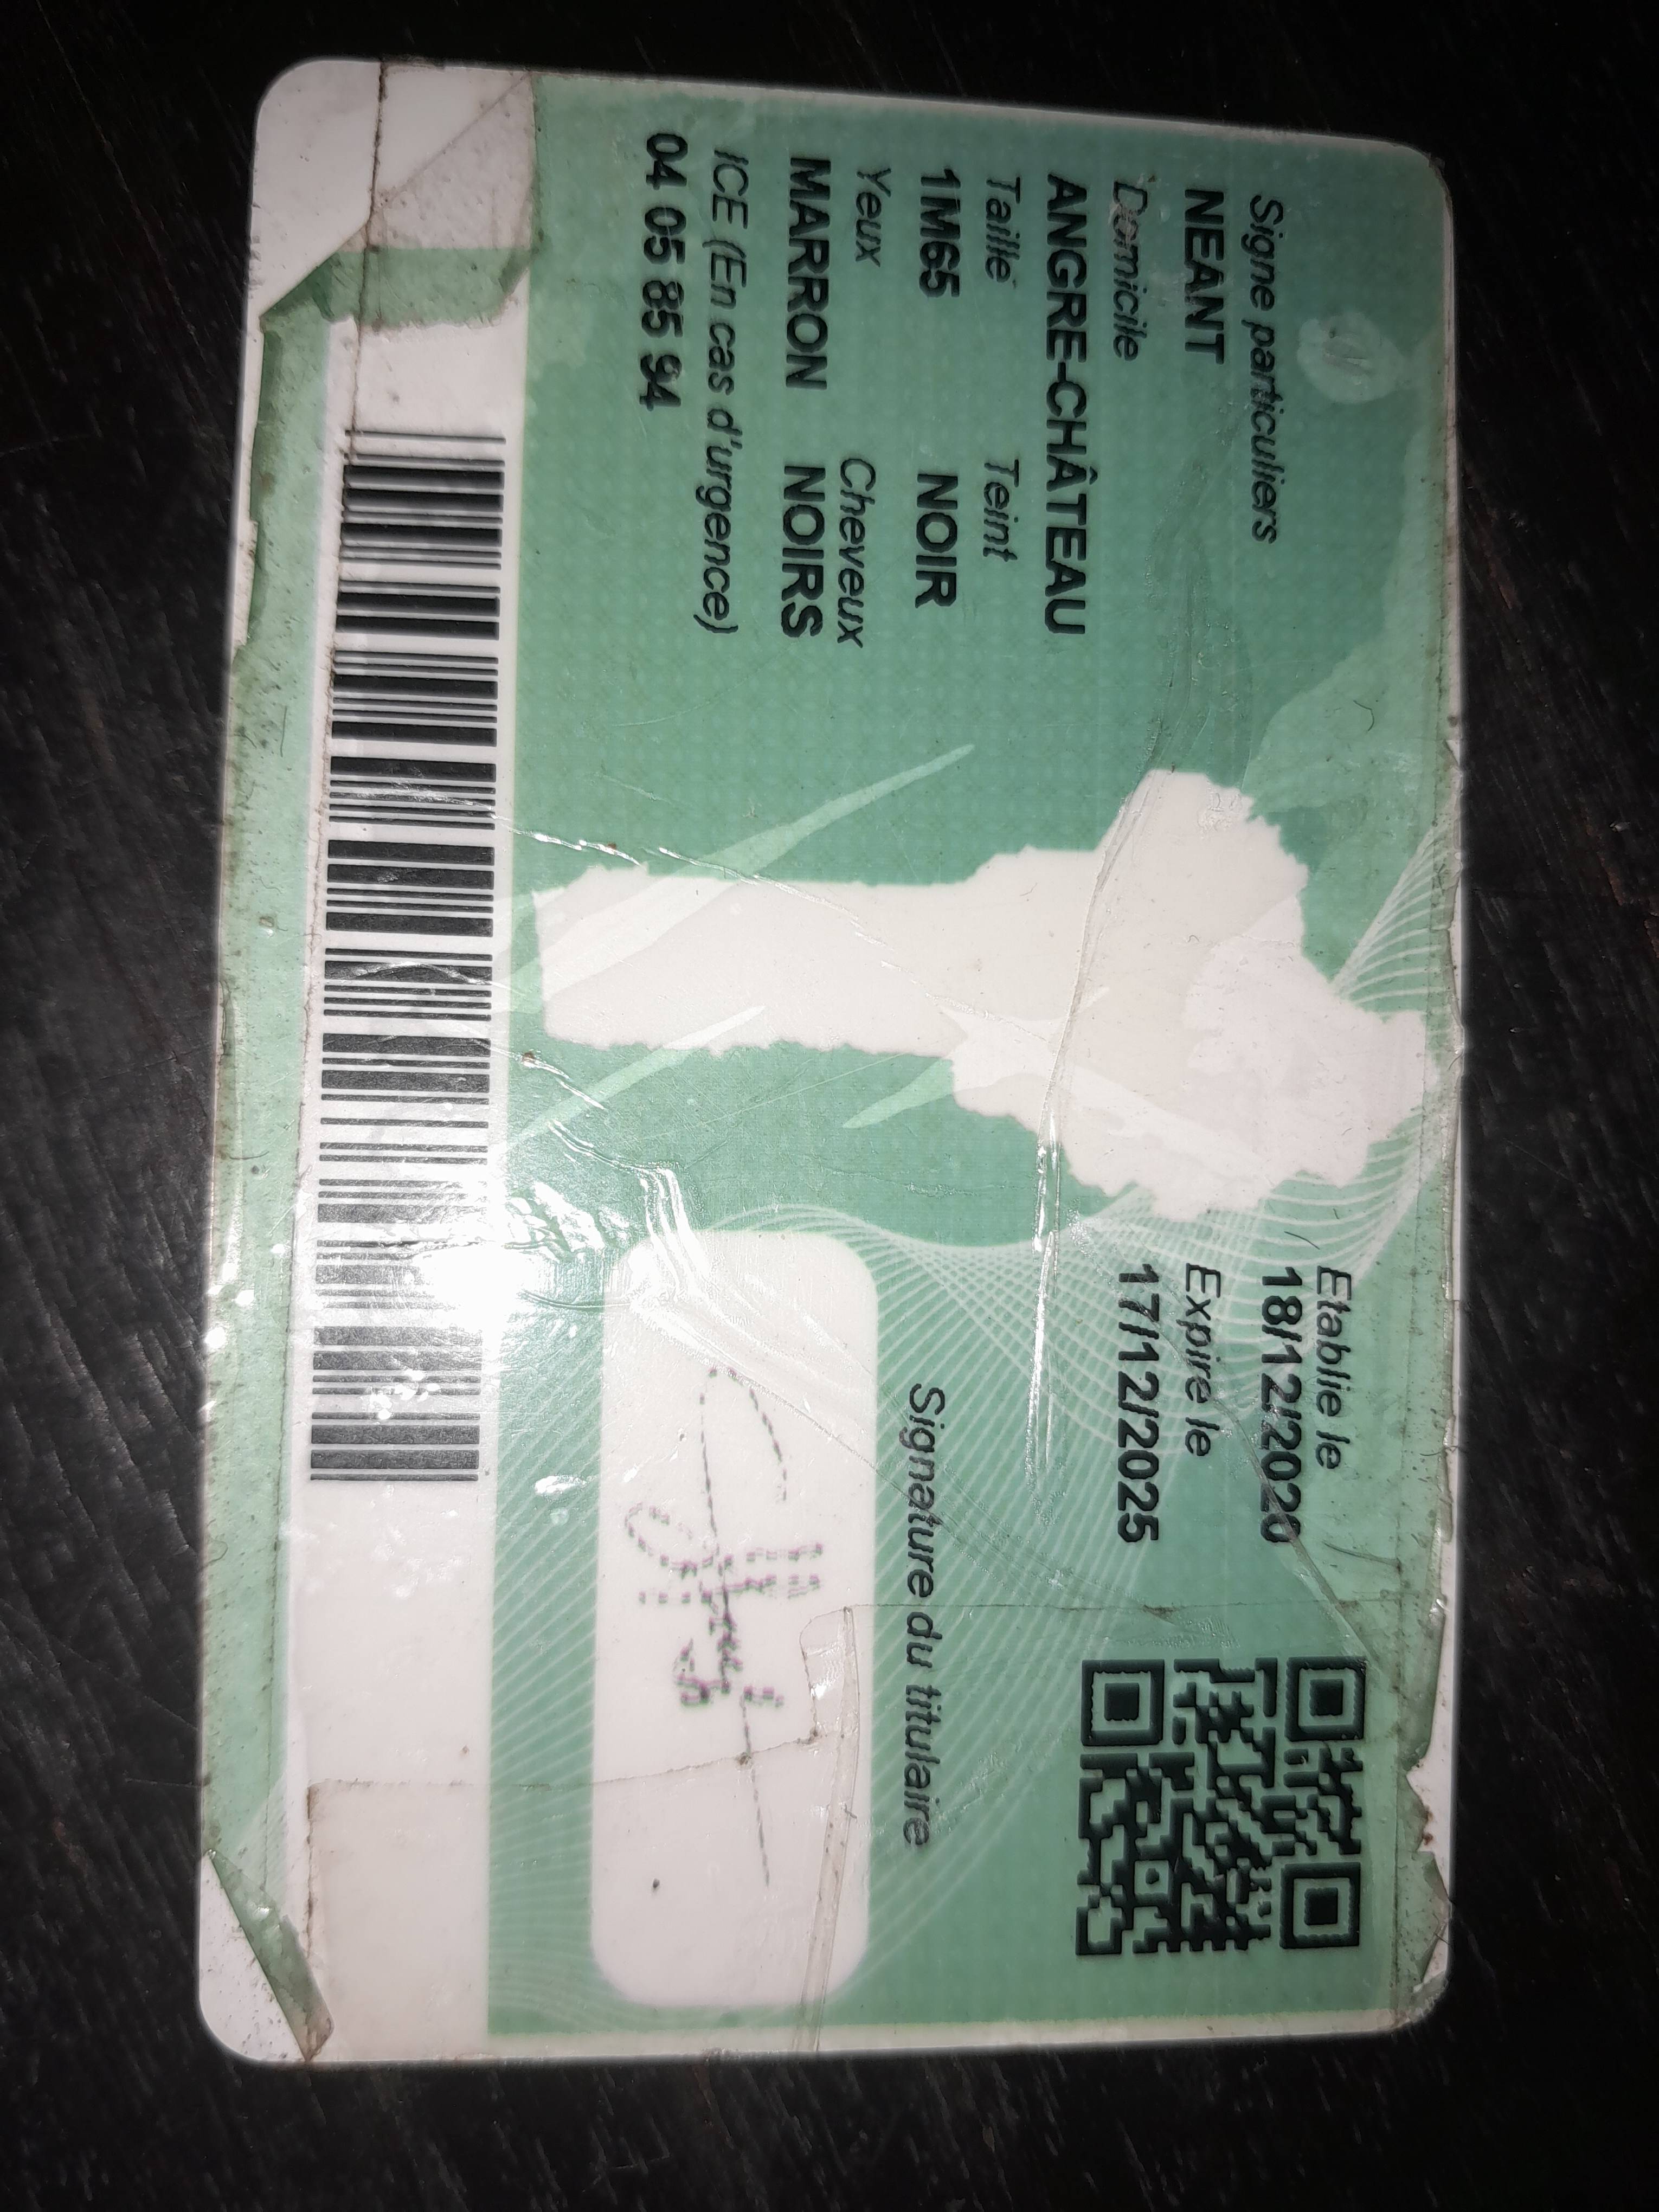 Signe particuliers
NEANT
Domicile
ANGRE-CHÂTEAU
Taille Teint
1M65 NOIR
Yeux Cheveux
MARRON NOIRS
ICE (En cas d'urgence)
04 05 85 94
Etablie le
18/12/2020
Expire le
17/12/2025
Signature du titulaire